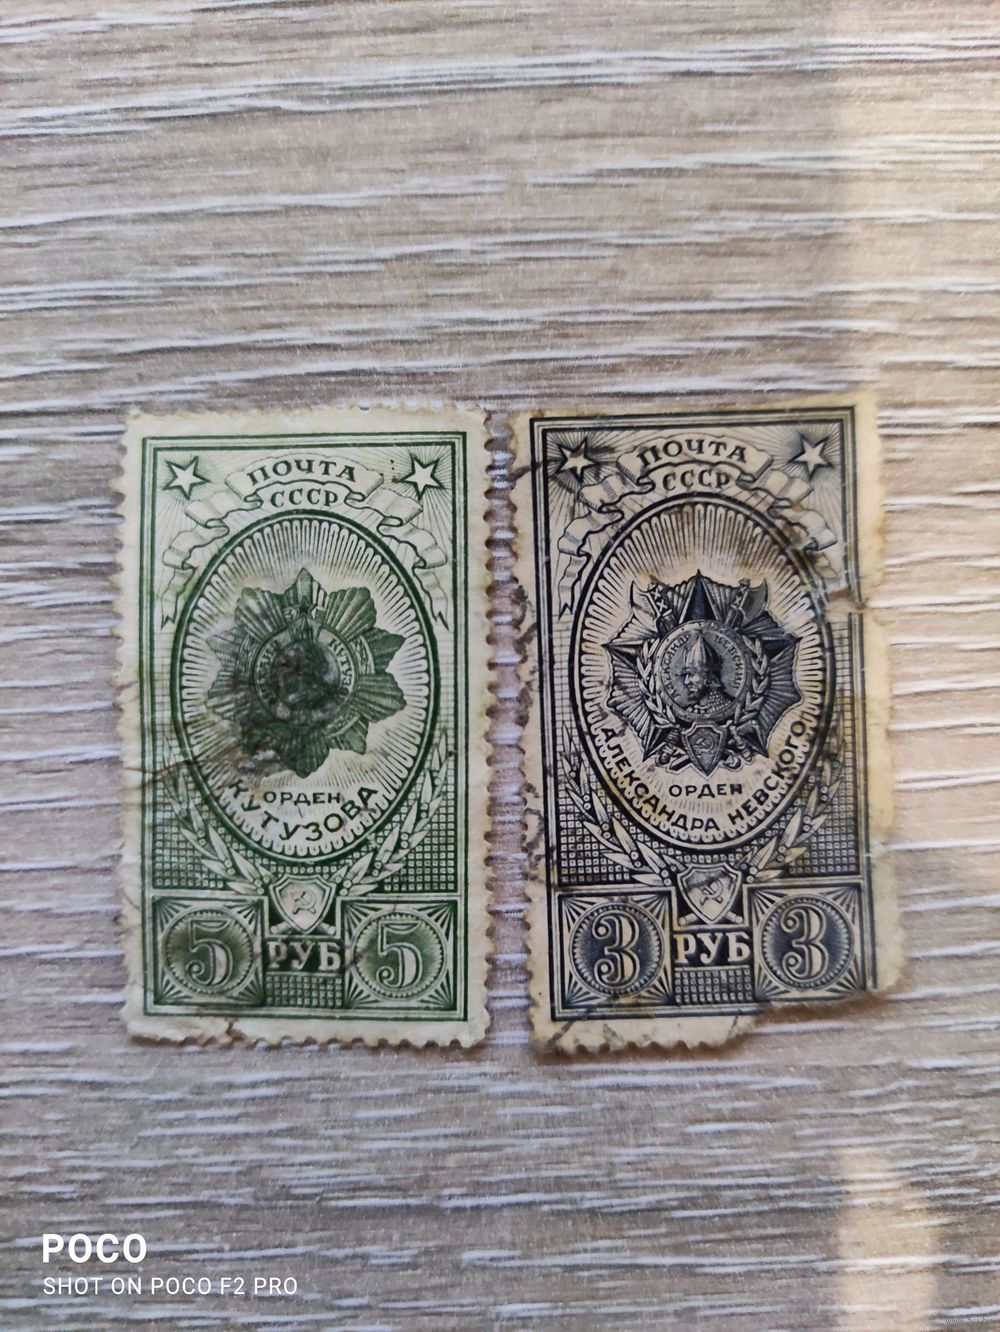 ПОЧТА
СССР
ОРДЕН
КУТУЗОВА
5 РУБ 5
ПОЧТА
СССР
ОРДЕН
АЛЕКСАНДРА НЕВСКОГО
3 РУБ 3
POCO
SHOT ON POCO F2 PRO